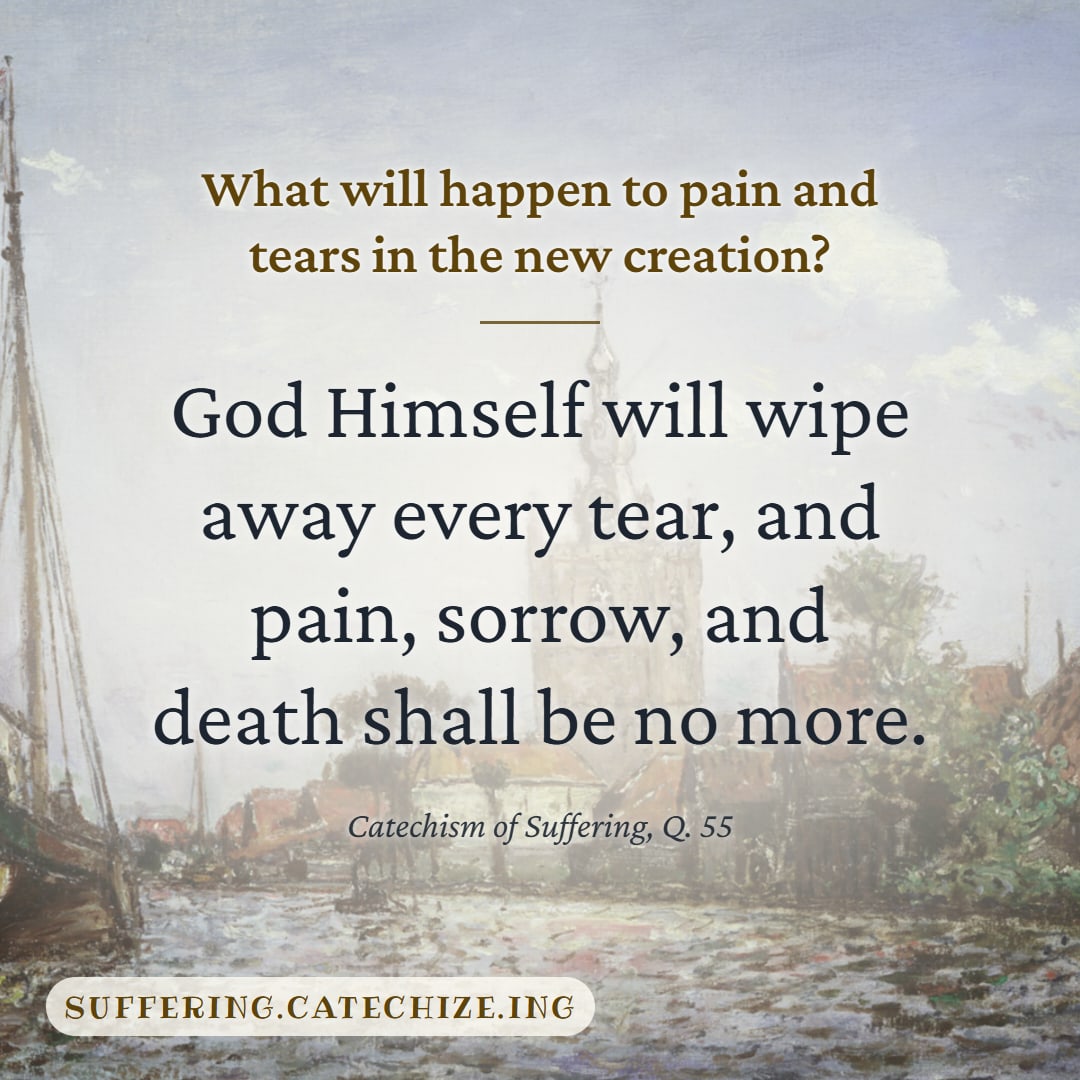 What will happen to pain and
tears in the new creation?
God Himself will wipe
away every tear, and
pain, sorrow, and
death shall be no more.
Catechism of Suffering, Q. 55
SUFFERING.CATECHIZE.ING